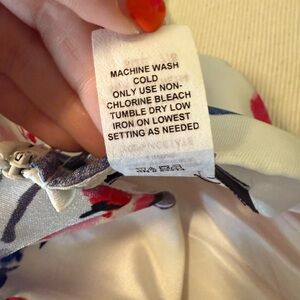 MACHINE WASH
COLD
ONLY USE NON-
CHLORINE BLEACH
TUMBLE DRY LOW
IRON ON LOWEST
SETTING AS NEEDED